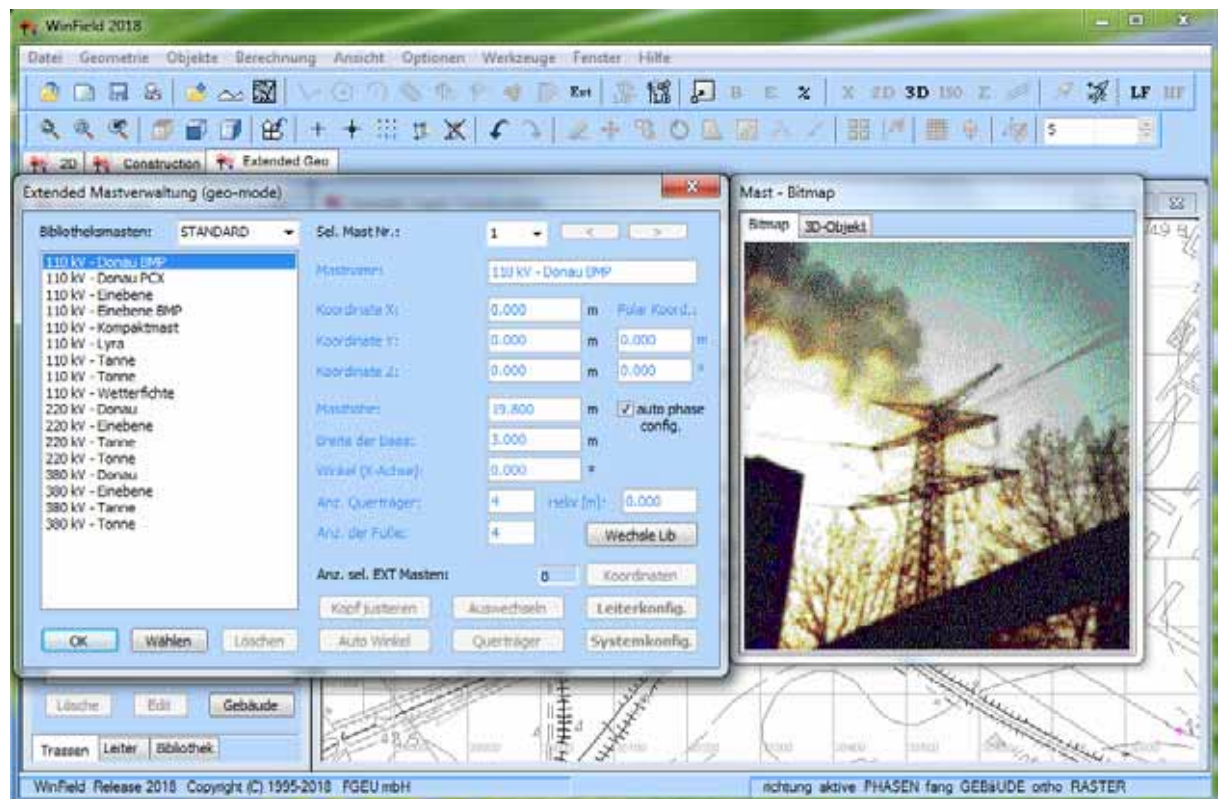 WinField 2018
Datei Geometrie Objekte Berechnung Ansicht Optionen Werkzeuge Fenster Hilfe
Ext B E % X 2D 3D ISO Z LF HF
5
2D Construction Extended Geo
Extended Mastverwaltung (geo-mode)
Bibliotheksmasten: STANDARD
110 kV - Donau BMP
110 kV - Donau PCX
110 kV - Einebene
110 kV - Einebene BMP
110 kV - Kompaktmast
110 kV - Lyra
110 kV - Tanne
110 kV - Tonne
110 kV - Wetterfichte
220 kV - Donau
220 kV - Einebene
220 kV - Tanne
220 kV - Tonne
380 kV - Donau
380 kV - Einebene
380 kV - Tanne
380 kV - Tonne
OK Wählen Löschen
Sel. Mast Nr.: 1 < >
Mastname: 110 kV - Donau BMP
Koordinate X: 0.000 m Polar Koord.:
Koordinate Y: 0.000 m 0.000 m
Koordinate Z: 0.000 m 0.000 °
Masthöhe: 19.800 m auto phase config.
Breite der Base: 3.000 m
Winkel (X-Achse): 0.000 °
Anz. Querträger: 4 [m]: 0.000
Anz. der Füße: 4 Wechsle Lib
Anz. sel. EXT Masten: 0 Koordinaten
Kopf justieren Auswechseln Leiterkonfig.
Auto Winkel Querträger Systemkonfig.
Mast - Bitmap
Bitmap 3D-Objekt
Lösche Edit Gebäude
Trassen Leiter Bibliothek
WinField Release 2018 Copyright (C) 1995-2018 FGEU mbH
richtung aktive PHASEN fang GEBäUDE ortho RASTER